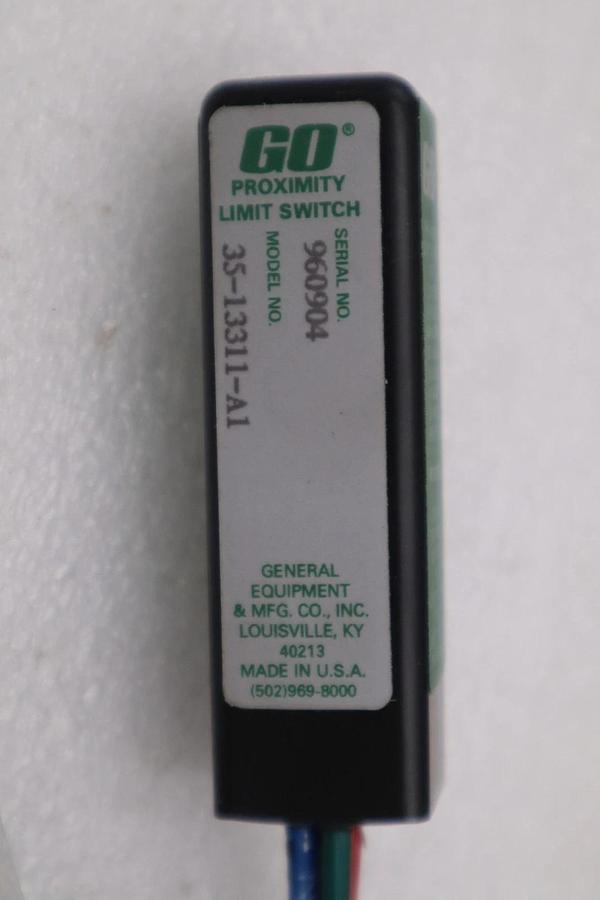 GO®
PROXIMITY
LIMIT SWITCH
SERIAL NO.
960904
MODEL NO.
35-13311-A1
GENERAL
EQUIPMENT
& MFG. CO., INC.
LOUISVILLE, KY
40213
MADE IN U.S.A.
(502)969-8000